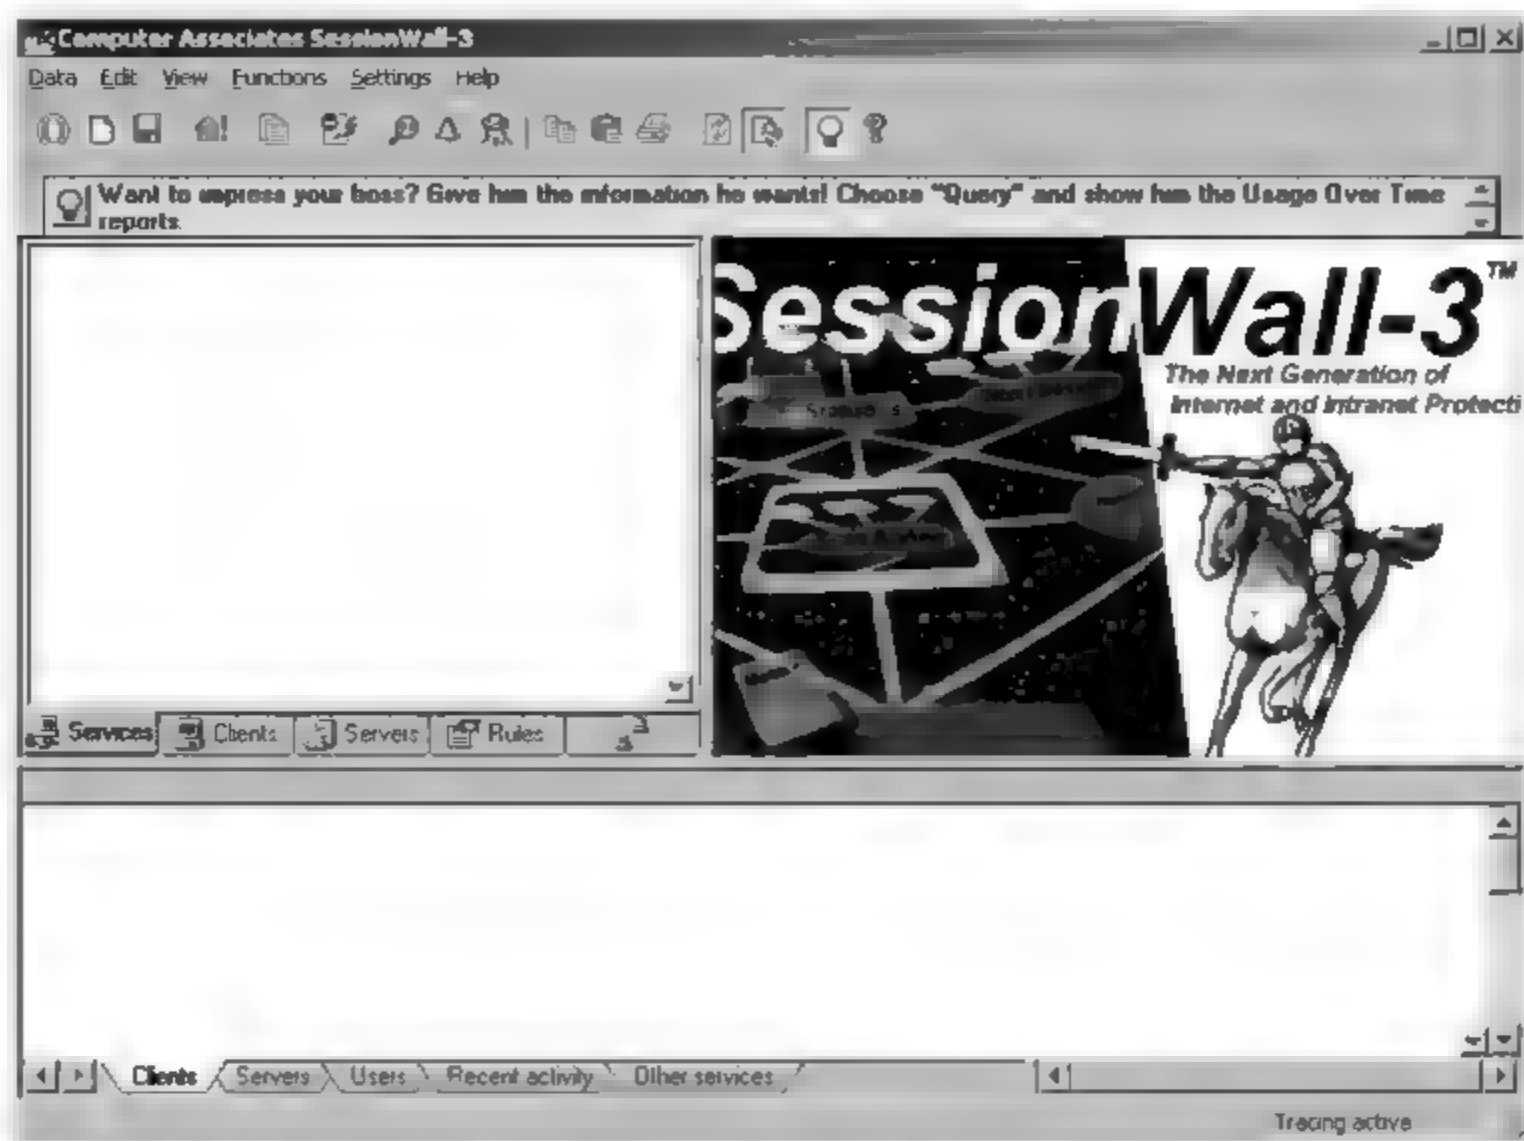 Computer Associates SessionWall-3
Data Edit View Functions Settings Help
Want to impress your boss? Give him the information he wants! Choose "Query" and show him the Usage Over Time
reports.
SessionWall-3™
The Next Generation of
Internet and Intranet Protecti
Services Clients Servers Rules
Clients Servers Users Recent activity Other services
Tracing active